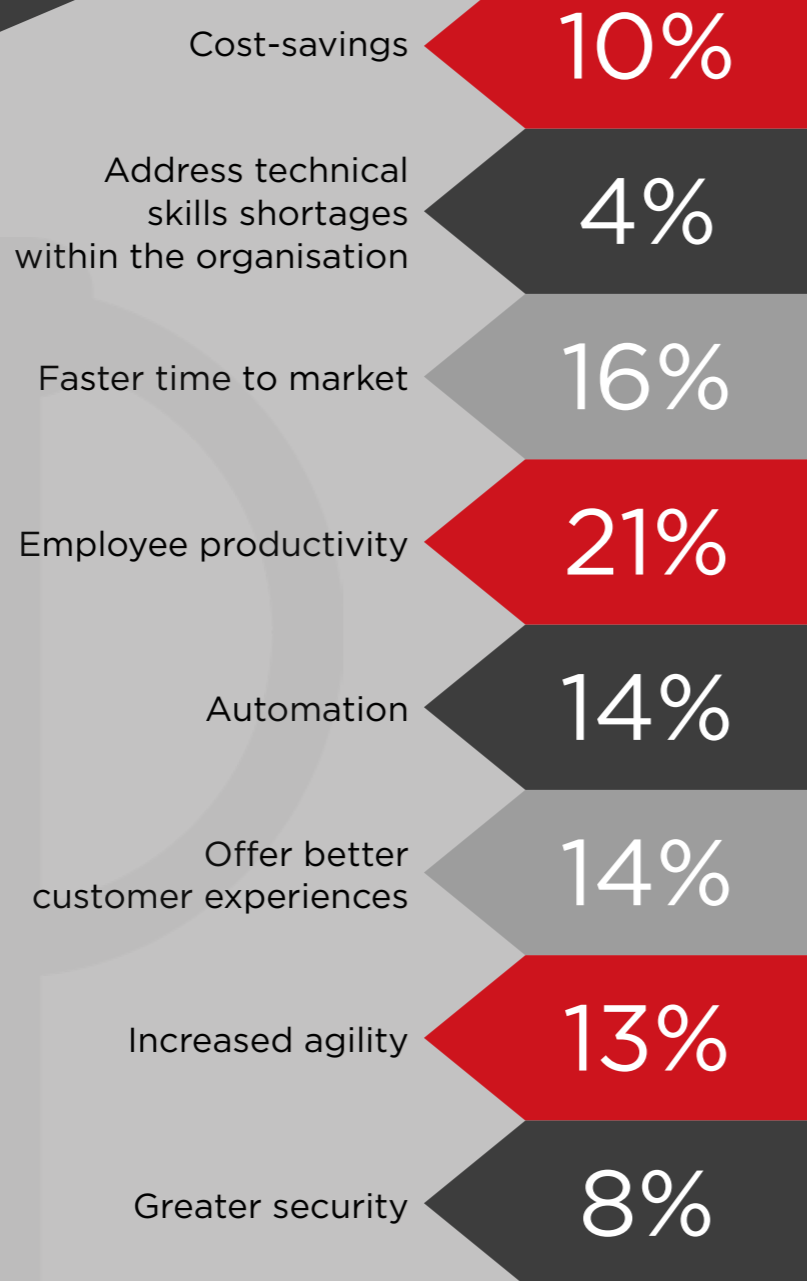 Cost-savings 10%
Address technical
skills shortages
within the organisation
4%
Faster time to market 16%
Employee productivity 21%
Automation 14%
Offer better
customer experiences
14%
Increased agility 13%
Greater security 8%